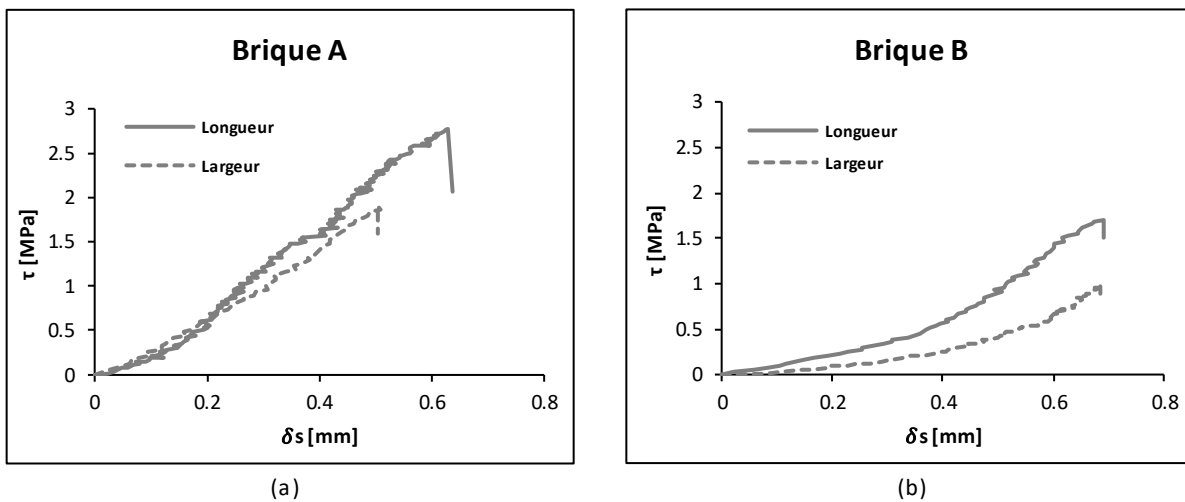 Brique A
3
2.5
2
1.5
1
0.5
0
τ [MPa]
Longueur
Largeur
0 0.2 0.4 0.6 0.8
δs [mm]
(a)
Brique B
3
2.5
2
1.5
1
0.5
0
τ [MPa]
Longueur
Largeur
0 0.2 0.4 0.6 0.8
δs [mm]
(b)